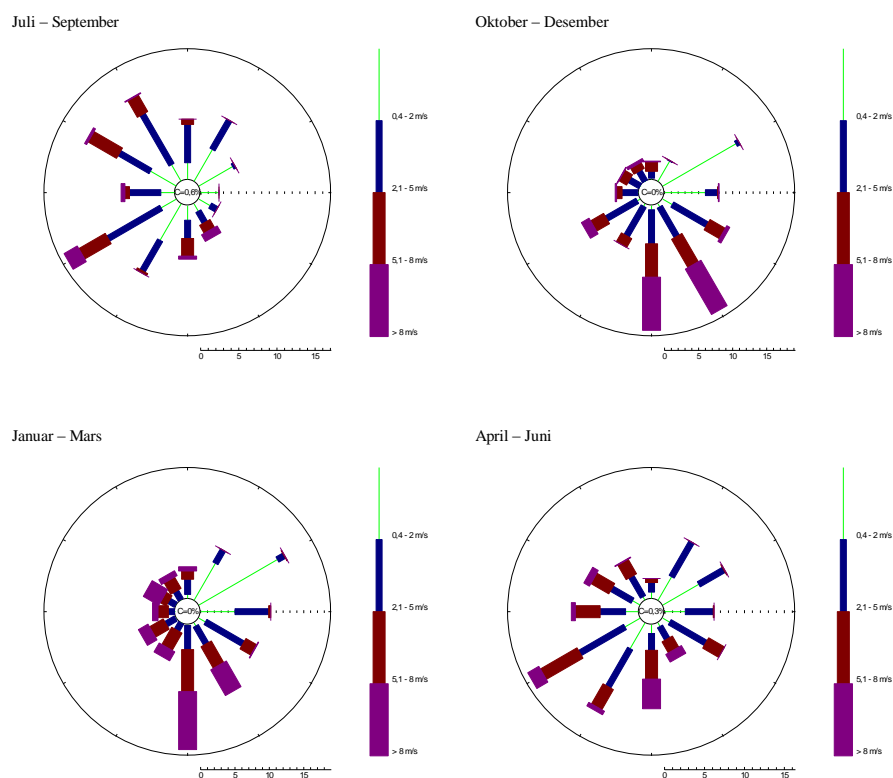 Juli – September
Oktober – Desember
0,4 - 2 m/s
2,1 - 5 m/s
5,1 - 8 m/s
> 8 m/s
C=0,6%
0 5 10 15
0,4 - 2 m/s
2,1 - 5 m/s
5,1 - 8 m/s
> 8 m/s
C=0%
0 5 10 15
Januar – Mars
April – Juni
0,4 - 2 m/s
2,1 - 5 m/s
5,1 - 8 m/s
> 8 m/s
C=0%
0 5 10 15
0,4 - 2 m/s
2,1 - 5 m/s
5,1 - 8 m/s
> 8 m/s
C=0,3%
0 5 10 15